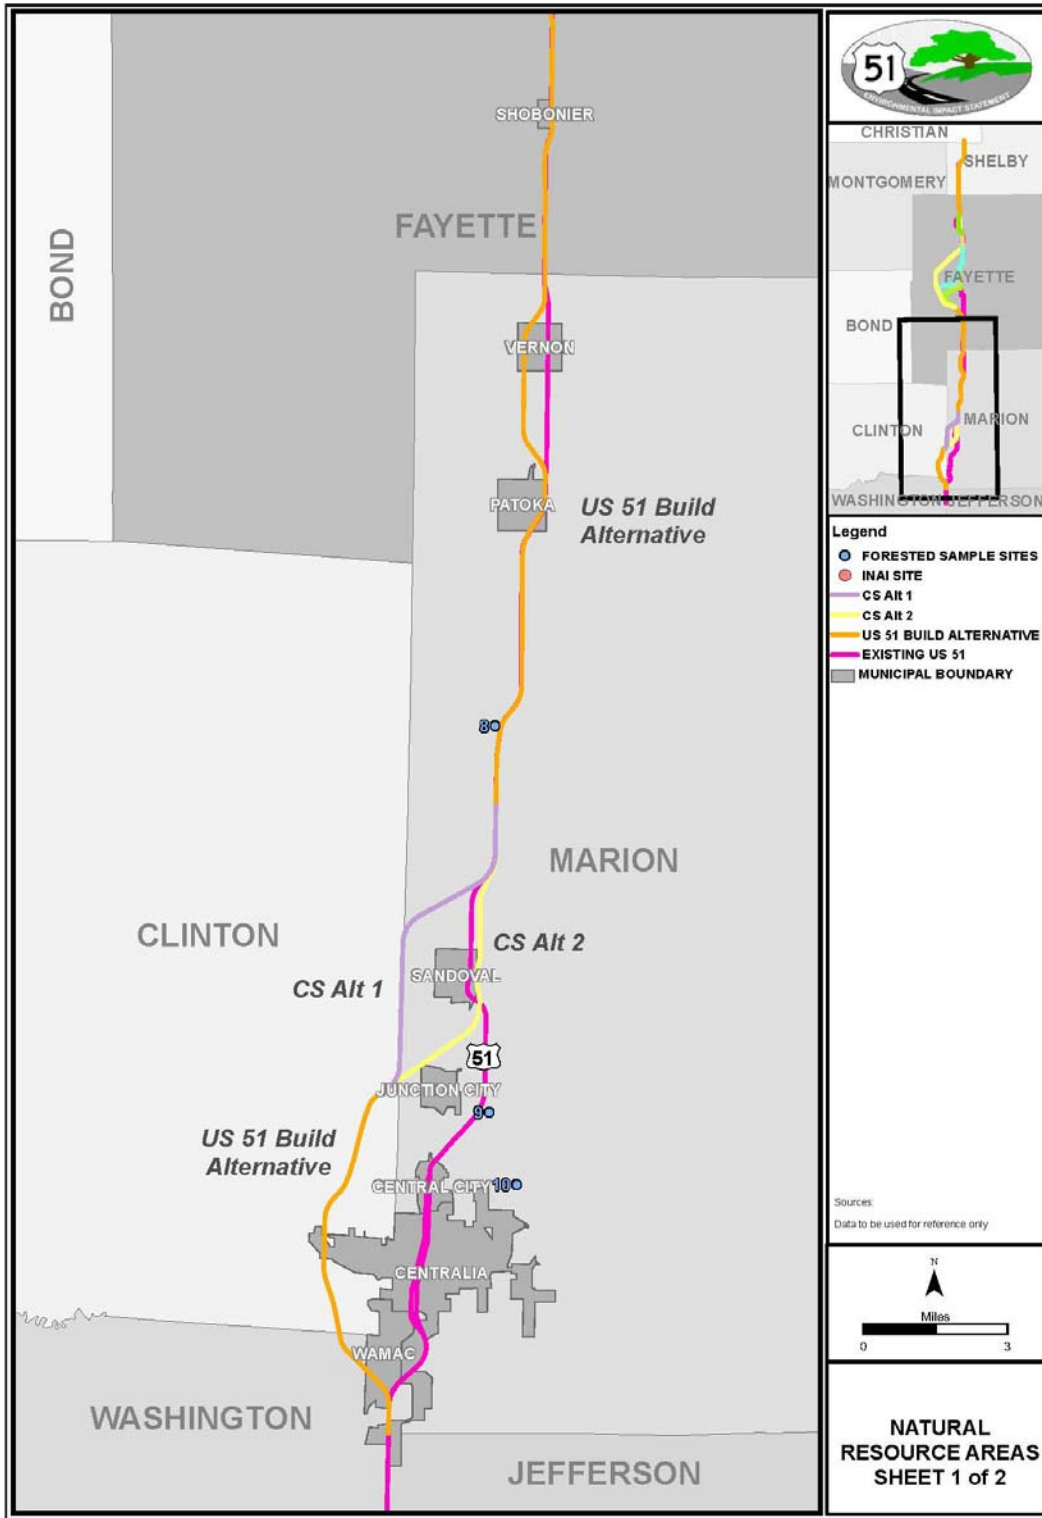 SHOBONIER
FAYETTE
BOND
VERNON
PATOKA
US 51 Build
Alternative
8
MARION
CLINTON
CS Alt 2
SANDOVAL
CS Alt 1
51
JUNCTION CITY
9
US 51 Build
Alternative
CENTRAL CITY
10
CENTRALIA
WAMAC
WASHINGTON
JEFFERSON
51
ENVIRONMENTAL IMPACT STATEMENT
CHRISTIAN
SHELBY
MONTGOMERY
FAYETTE
BOND
MARION
CLINTON
WASHINGTON
JEFFERSON
Legend
FORESTED SAMPLE SITES
INAI SITE
CS Alt 1
CS Alt 2
US 51 BUILD ALTERNATIVE
EXISTING US 51
MUNICIPAL BOUNDARY
Sources:
Data to be used for reference only
N
Miles
0 3
NATURAL
RESOURCE AREAS
SHEET 1 of 2